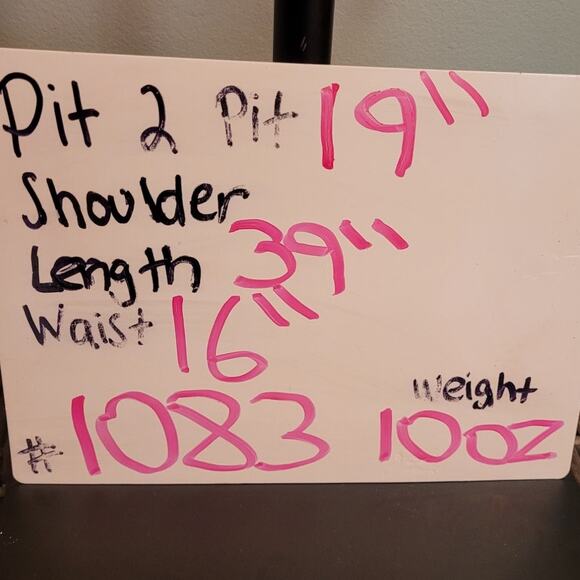 Pit 2 Pit 19"
Shoulder
Length 39"
Waist 16"
Weight
# 1083 10oz